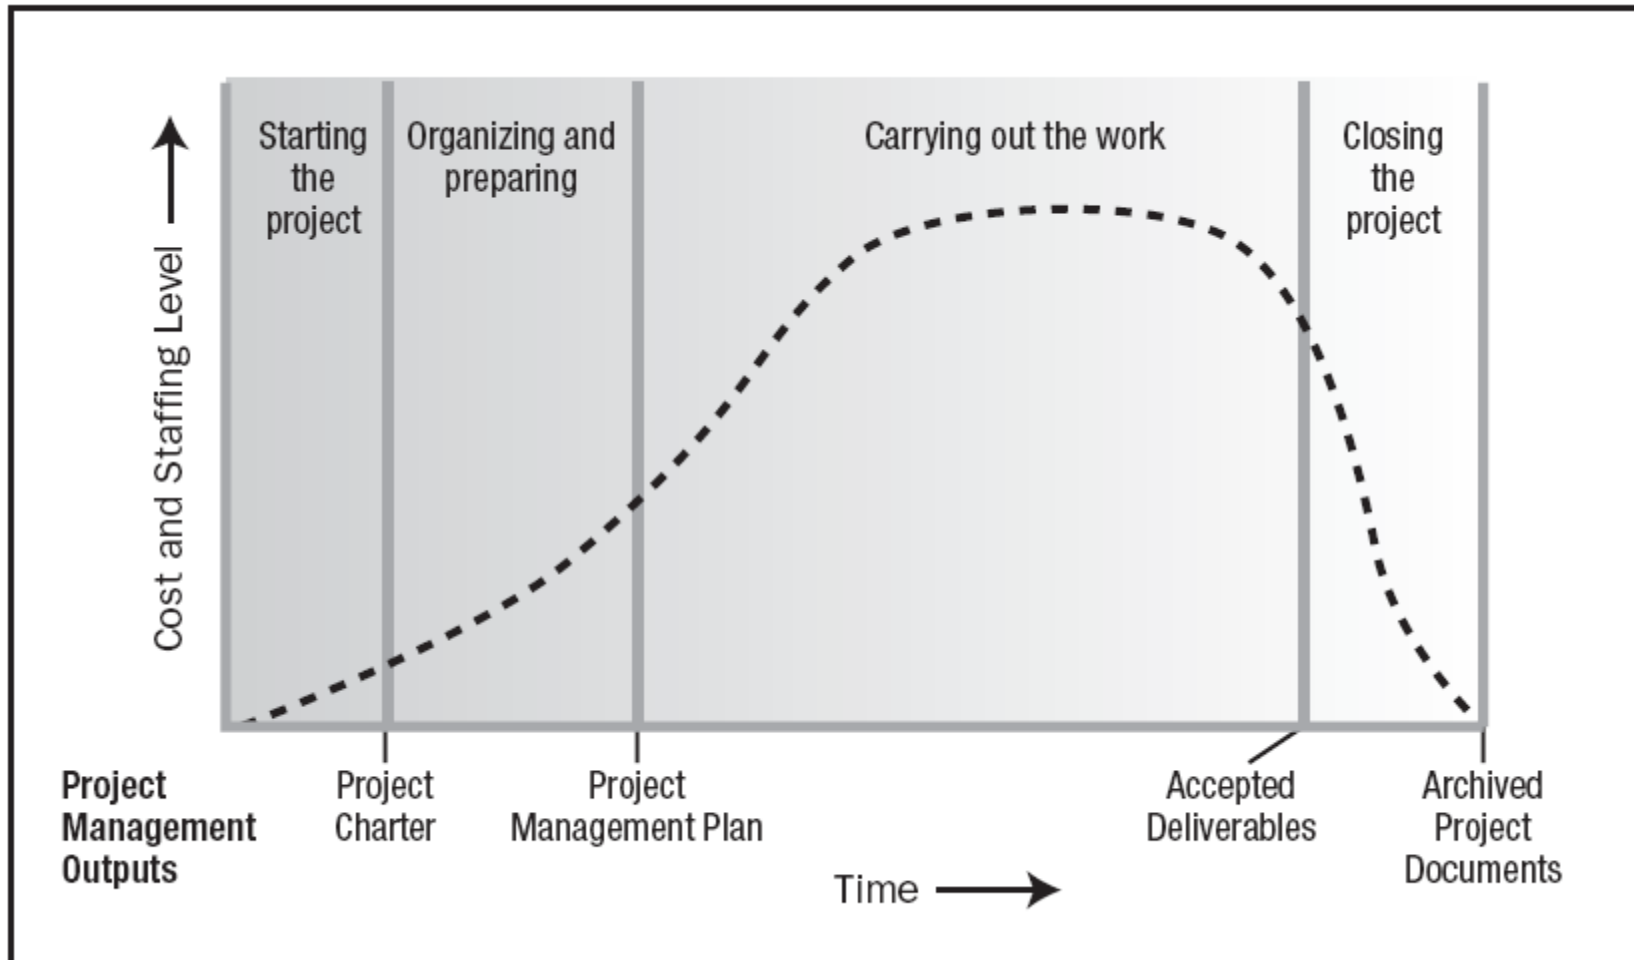 Starting
the
project
Organizing and
preparing
Carrying out the work
Closing
the
project
Cost and Staffing Level
Project
Management
Outputs
Project
Charter
Project
Management Plan
Accepted
Deliverables
Archived
Project
Documents
Time